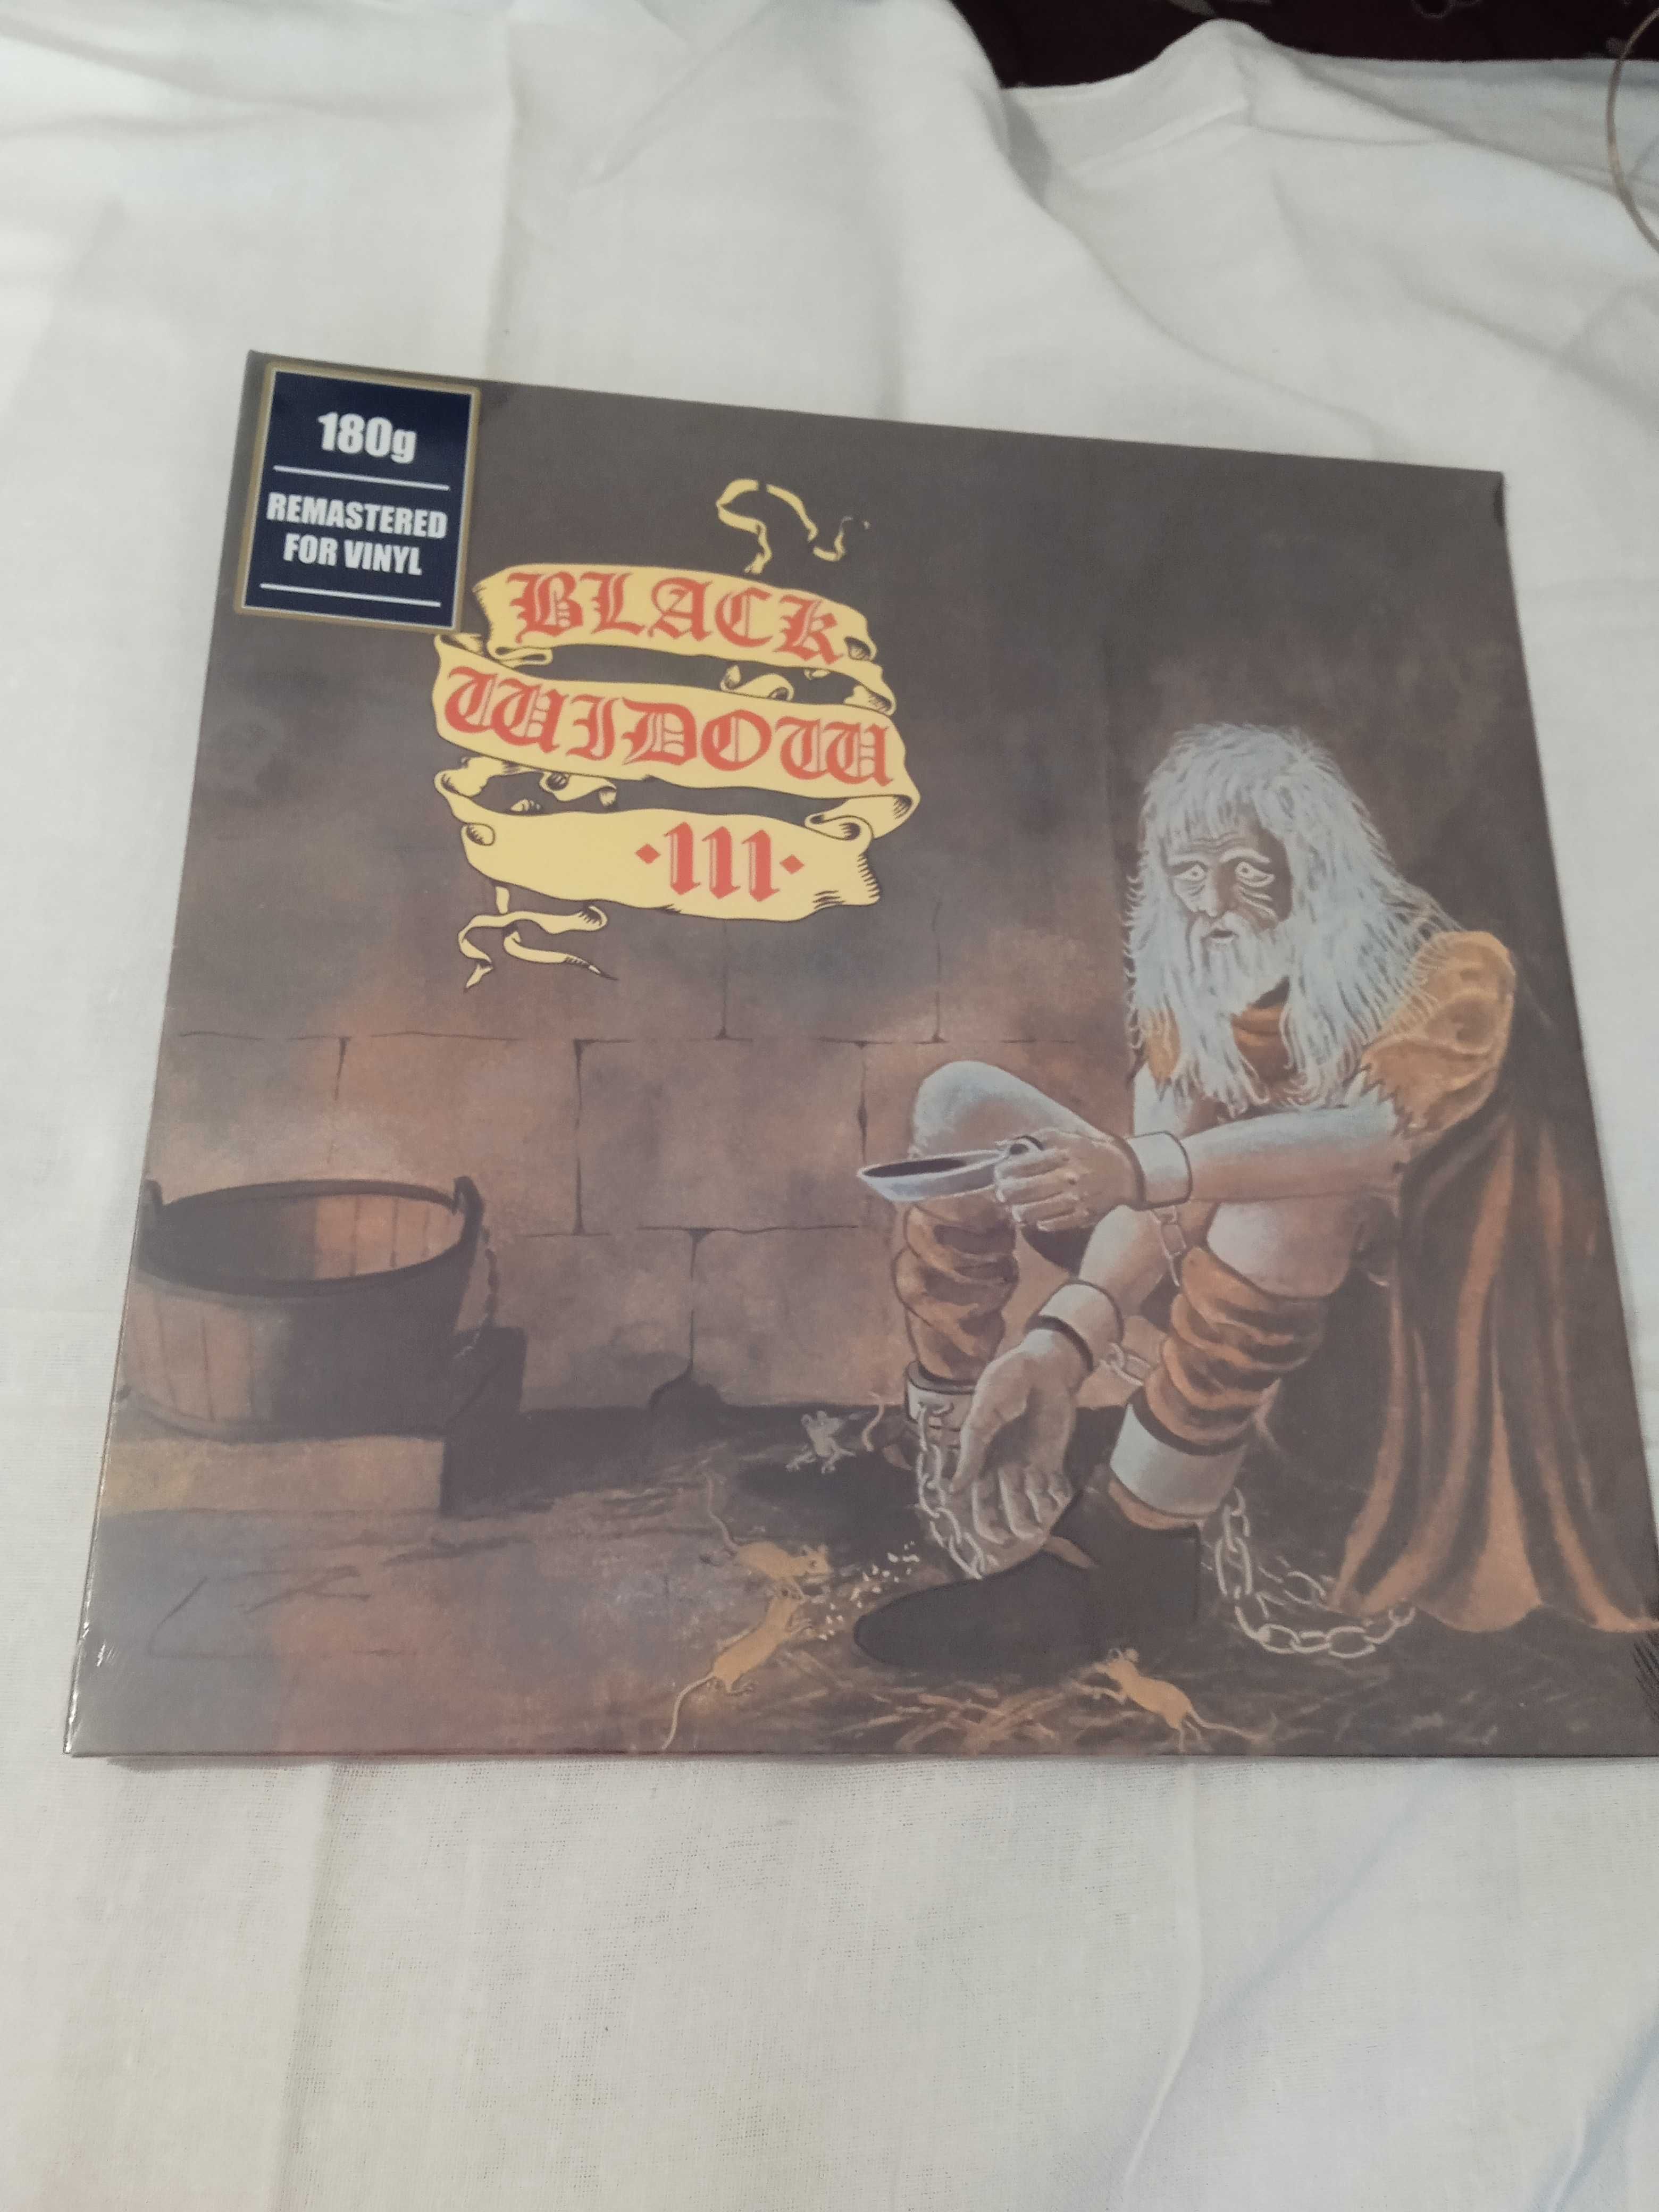 180g
REMASTERED
FOR VINYL
BLACK
WIDOW
·III·